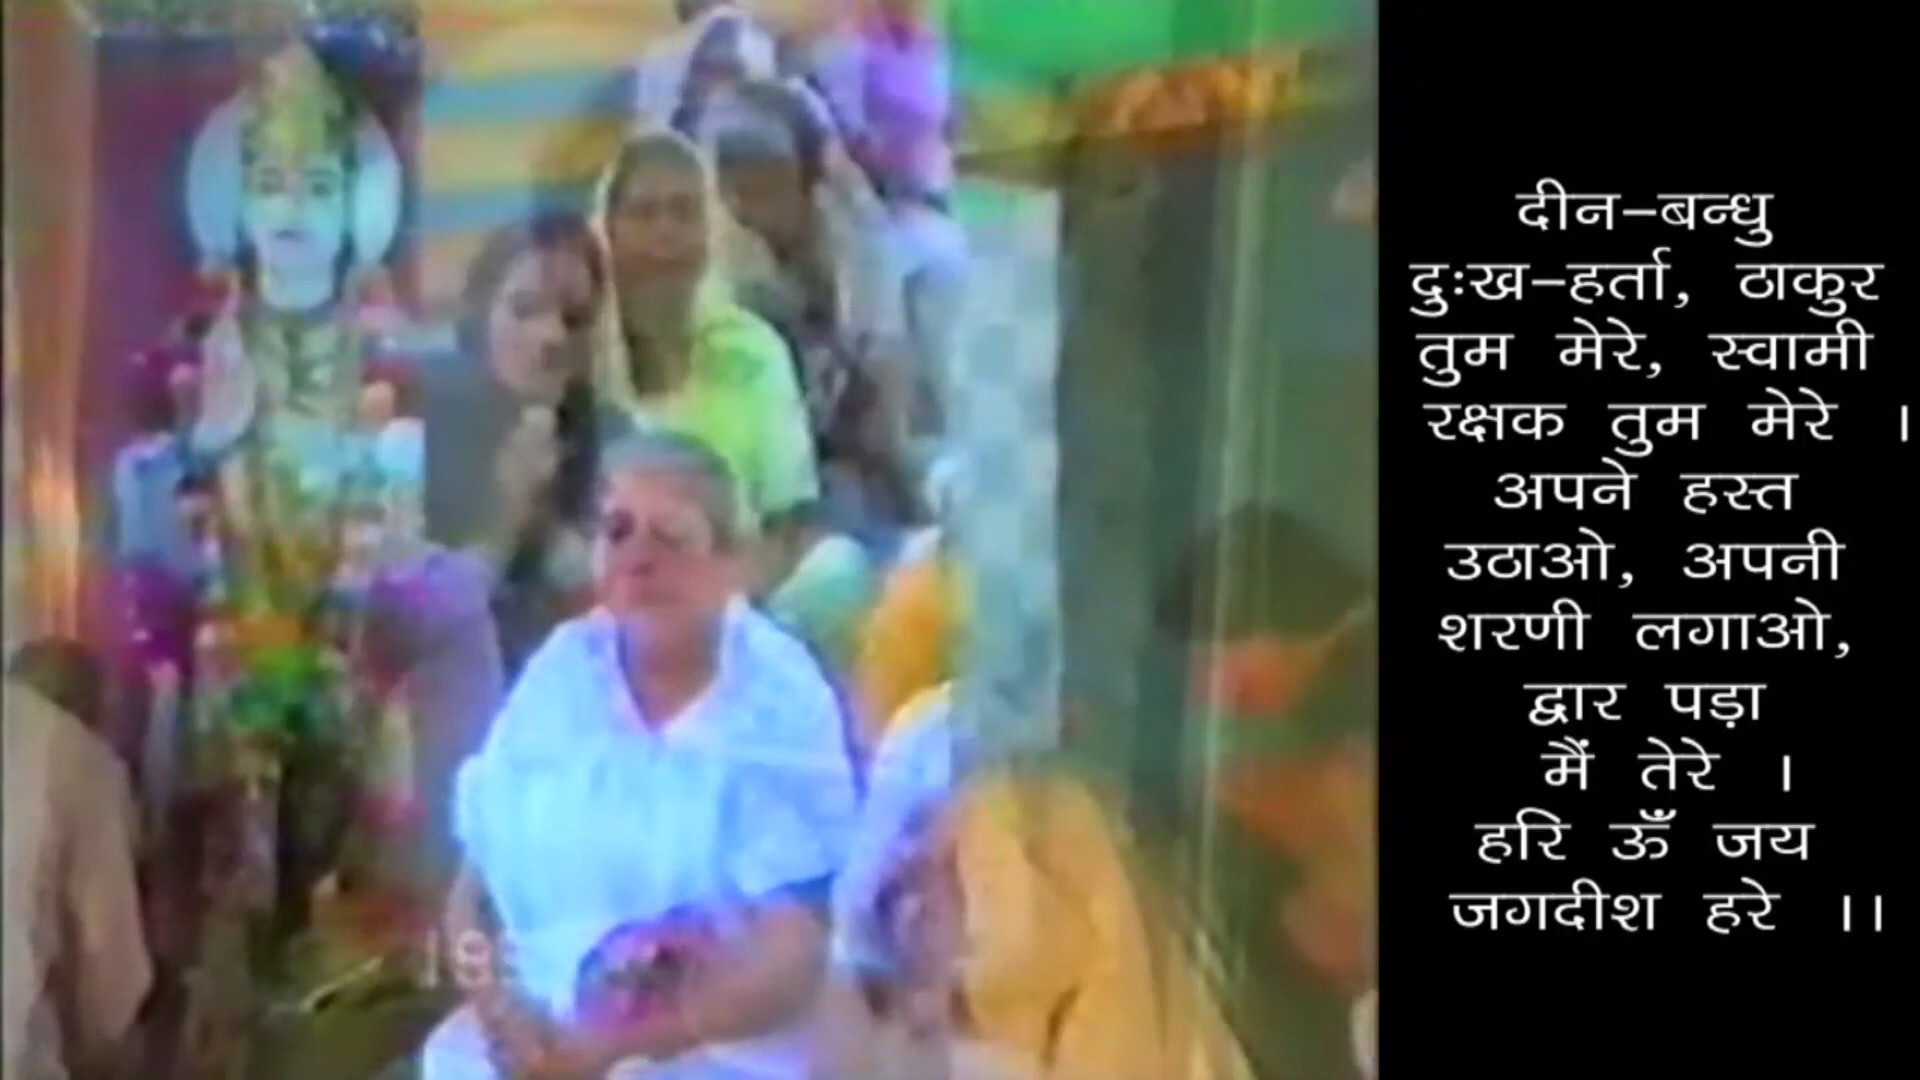 दीन-बन्धु
दुःख-हर्ता, ठाकुर
तुम मेरे, स्वामी
रक्षक तुम मेरे ।
अपने हस्त
उठाओ, अपनी
शरणी लगाओ,
द्वार पड़ा
मैं तेरे ।
हरि ऊँ जय
जगदीश हरे ।।